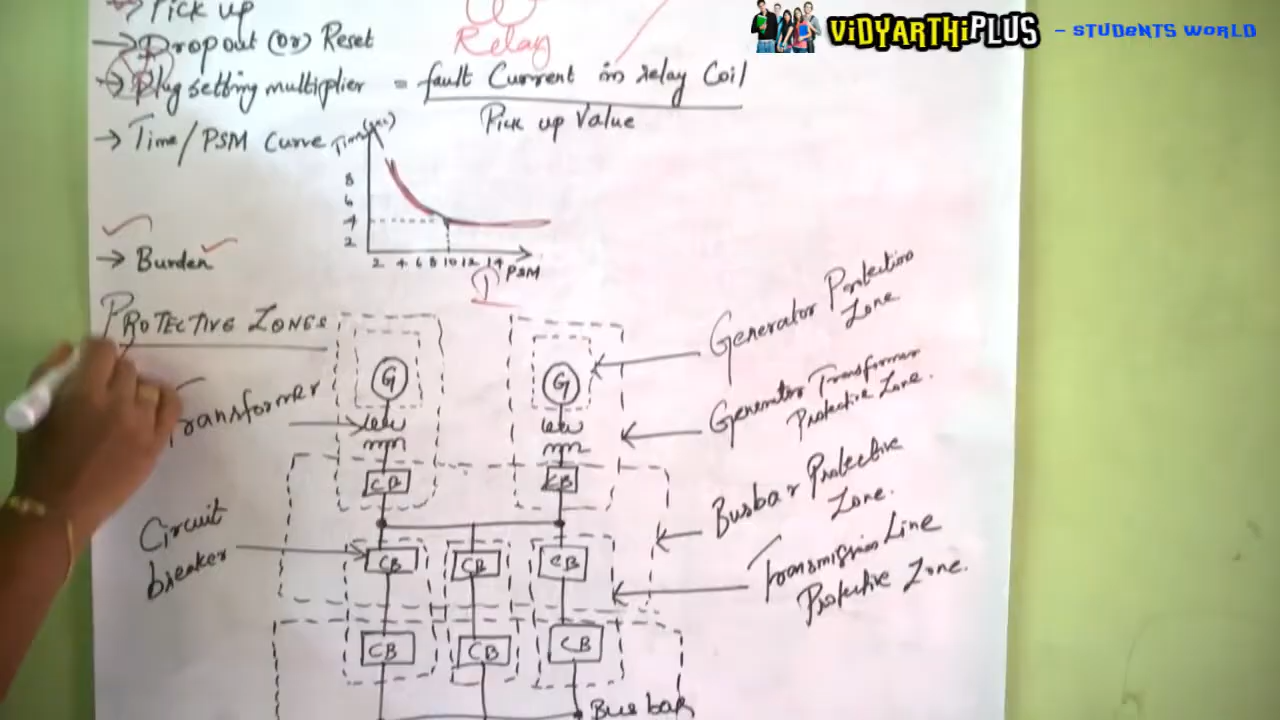 → Pick up
Relay
→ Dropout (or) Reset
→ Plug setting multiplier = fault Current in relay Coil
Pick up Value
→ Time/PSM Curve
Time (sec)
8
6
4
2
2 4 6 8 10 12 14 PSM
→ Burden
PROTECTIVE ZONES
Transformer
Circuit
breaker
G
G
CB
CB
CB
CB
CB
CB
CB
CB
Busbar
Generator Protection
Zone
Generator Transformer
Protective Zone.
Busbar Protective
Zone.
Transmission Line
Protective Zone.
ViDYARTHiPLUS - STUDENTS WORLD